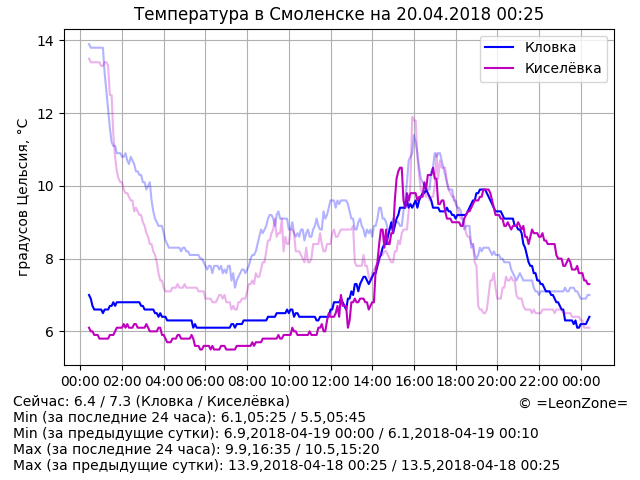 Температура в Смоленске на 20.04.2018 00:25
Кловка
Киселёвка
градусов Цельсия, °C
14
12
10
8
6
00:00 02:00 04:00 06:00 08:00 10:00 12:00 14:00 16:00 18:00 20:00 22:00 00:00
Сейчас: 6.4 / 7.3 (Кловка / Киселёвка)
© =LeonZone=
Min (за последние 24 часа): 6.1,05:25 / 5.5,05:45
Min (за предыдущие сутки): 6.9,2018-04-19 00:00 / 6.1,2018-04-19 00:10
Max (за последние 24 часа): 9.9,16:35 / 10.5,15:20
Max (за предыдущие сутки): 13.9,2018-04-18 00:25 / 13.5,2018-04-18 00:25